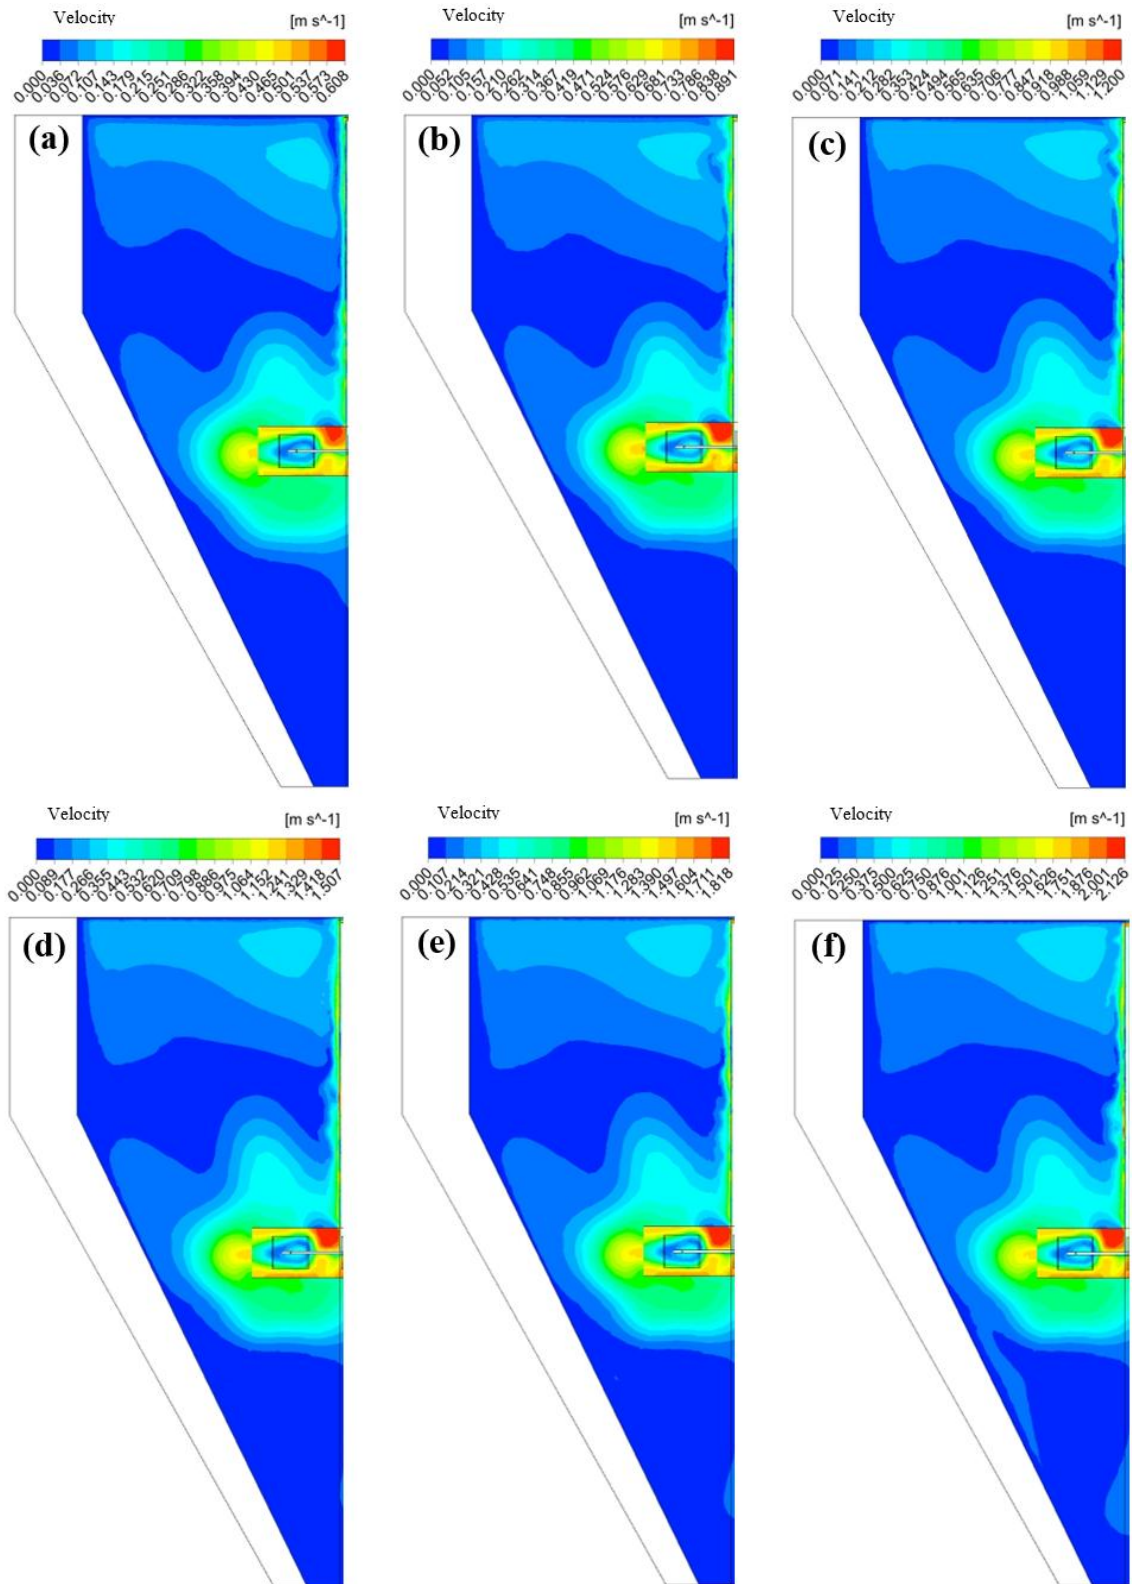 Velocity [m s^-1]
0.000 0.036 0.072 0.107 0.143 0.179 0.215 0.251 0.286 0.322 0.358 0.394 0.430 0.465 0.501 0.537 0.573 0.608
(a)
Velocity [m s^-1]
0.000 0.052 0.105 0.157 0.210 0.262 0.314 0.367 0.419 0.471 0.524 0.576 0.629 0.681 0.733 0.786 0.838 0.891
(b)
Velocity [m s^-1]
0.000 0.071 0.141 0.212 0.282 0.353 0.424 0.494 0.565 0.635 0.706 0.777 0.847 0.918 0.988 1.059 1.129 1.200
(c)
Velocity [m s^-1]
0.000 0.089 0.177 0.266 0.355 0.443 0.532 0.620 0.709 0.798 0.886 0.975 1.064 1.152 1.241 1.329 1.418 1.507
(d)
Velocity [m s^-1]
0.000 0.107 0.214 0.321 0.428 0.535 0.641 0.748 0.855 0.962 1.069 1.176 1.283 1.390 1.497 1.604 1.711 1.818
(e)
Velocity [m s^-1]
0.000 0.125 0.250 0.375 0.500 0.625 0.750 0.876 1.001 1.126 1.251 1.376 1.501 1.626 1.751 1.876 2.001 2.126
(f)